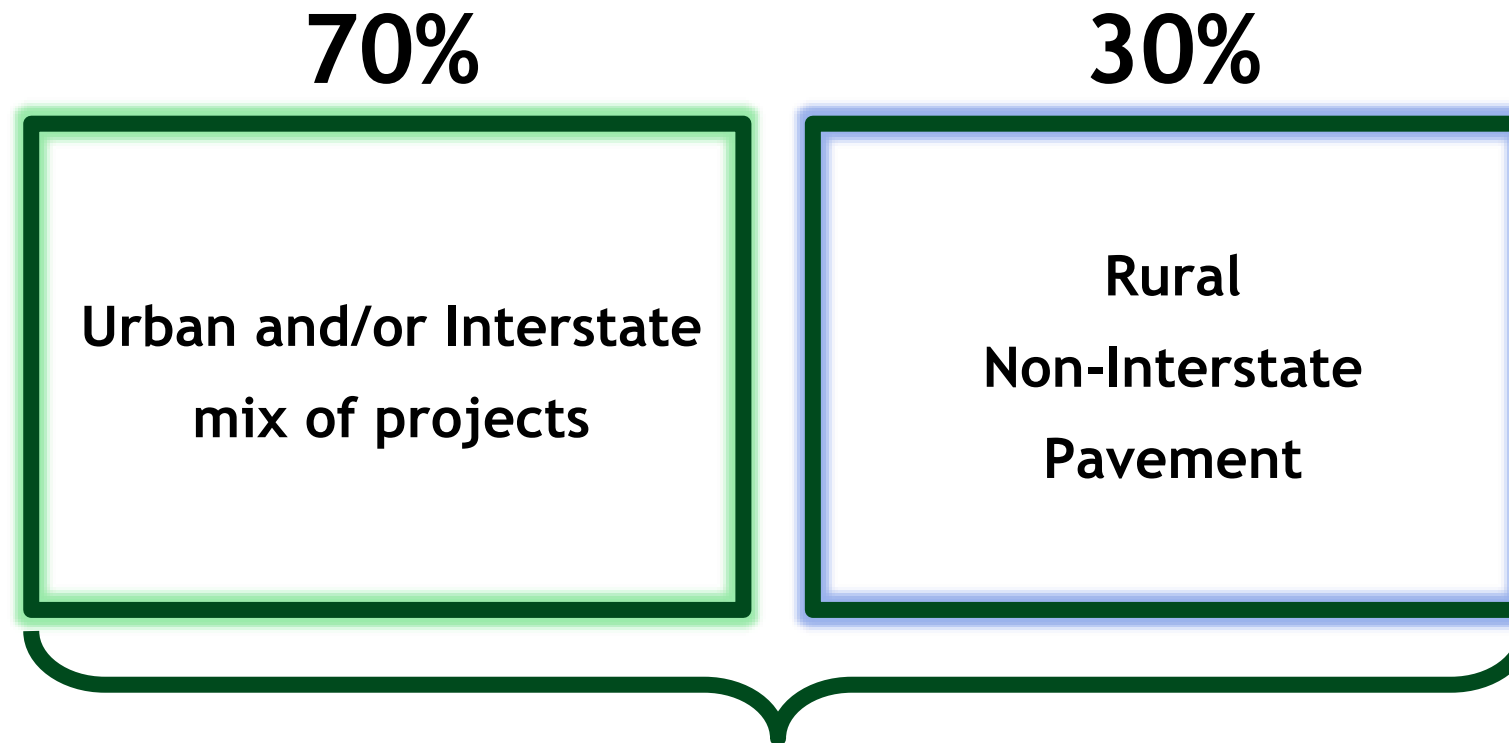 70%
30%
Urban and/or Interstate
mix of projects
Rural
Non-Interstate
Pavement